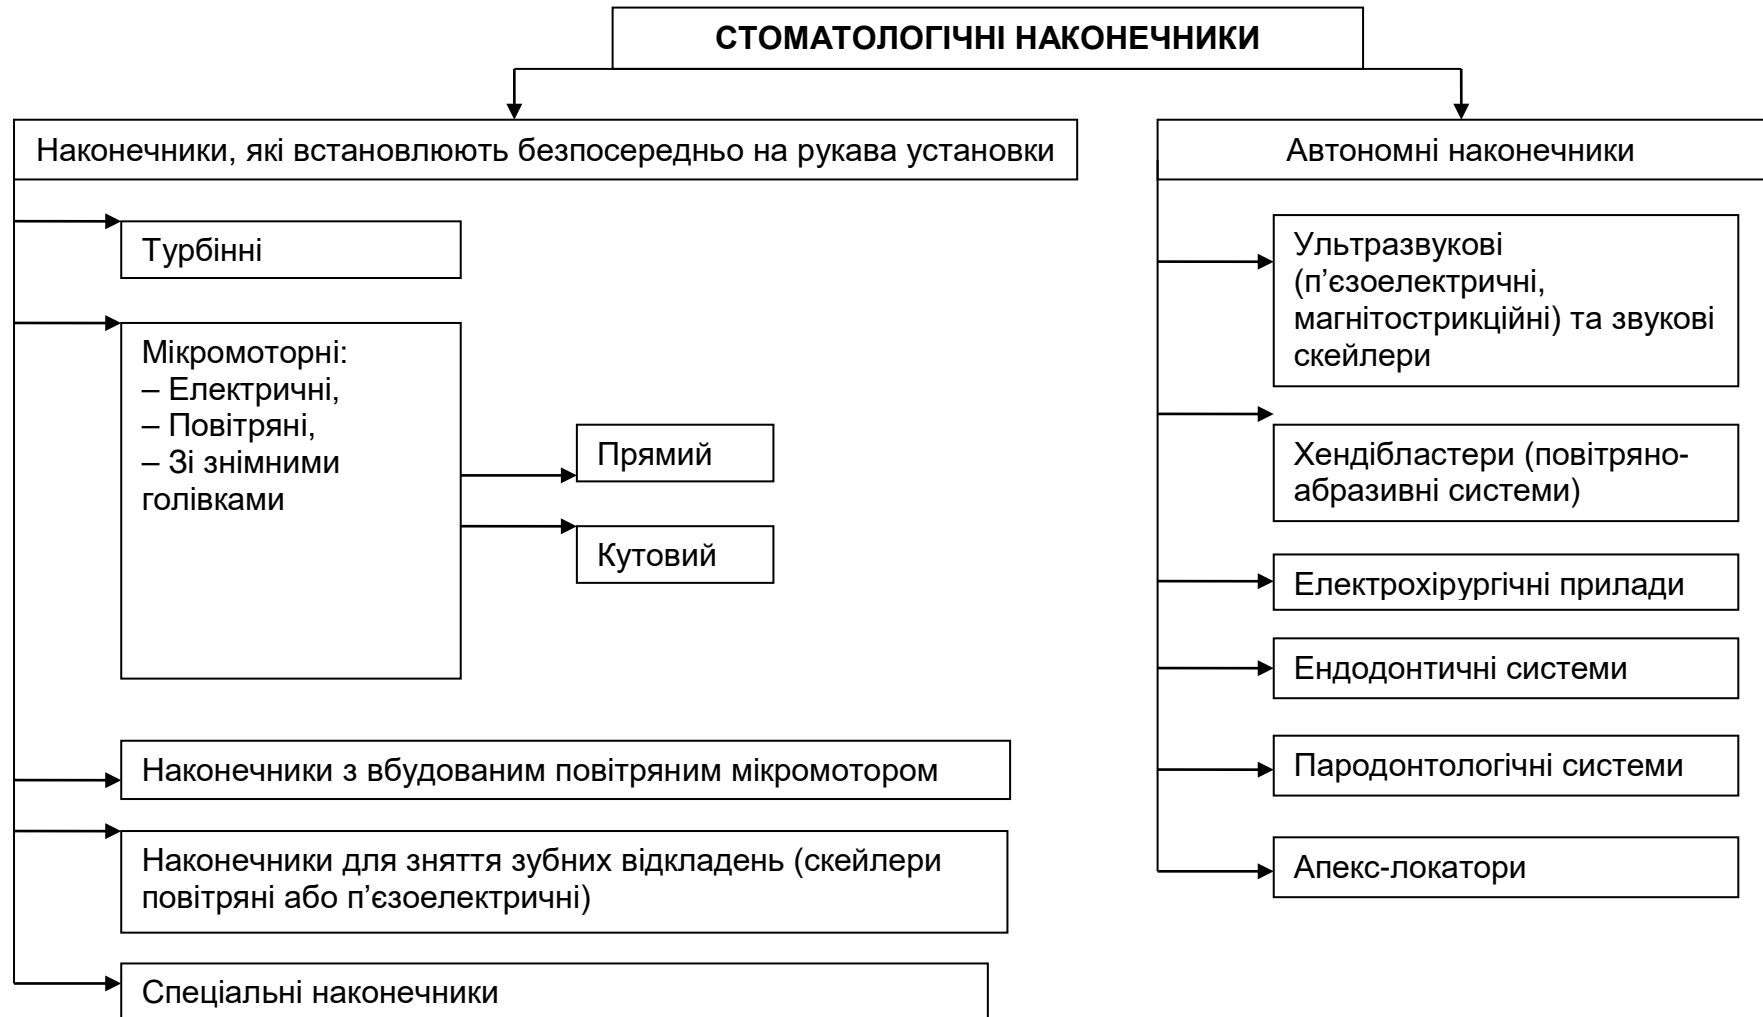 СТОМАТОЛОГІЧНІ НАКОНЕЧНИКИ
Наконечники, які встановлюють безпосередньо на рукава установки
Турбінні
Мікромоторні:
– Електричні,
– Повітряні,
– Зі знімними
голівками
Прямий
Кутовий
Наконечники з вбудованим повітряним мікромотором
Наконечники для зняття зубних відкладень (скейлери
повітряні або п’єзоелектричні)
Спеціальні наконечники
Автономні наконечники
Ультразвукові
(п’єзоелектричні,
магнітострикційні) та звукові
скейлери
Хендібластери (повітряно-
абразивні системи)
Електрохірургічні прилади
Ендодонтичні системи
Пародонтологічні системи
Апекс-локатори